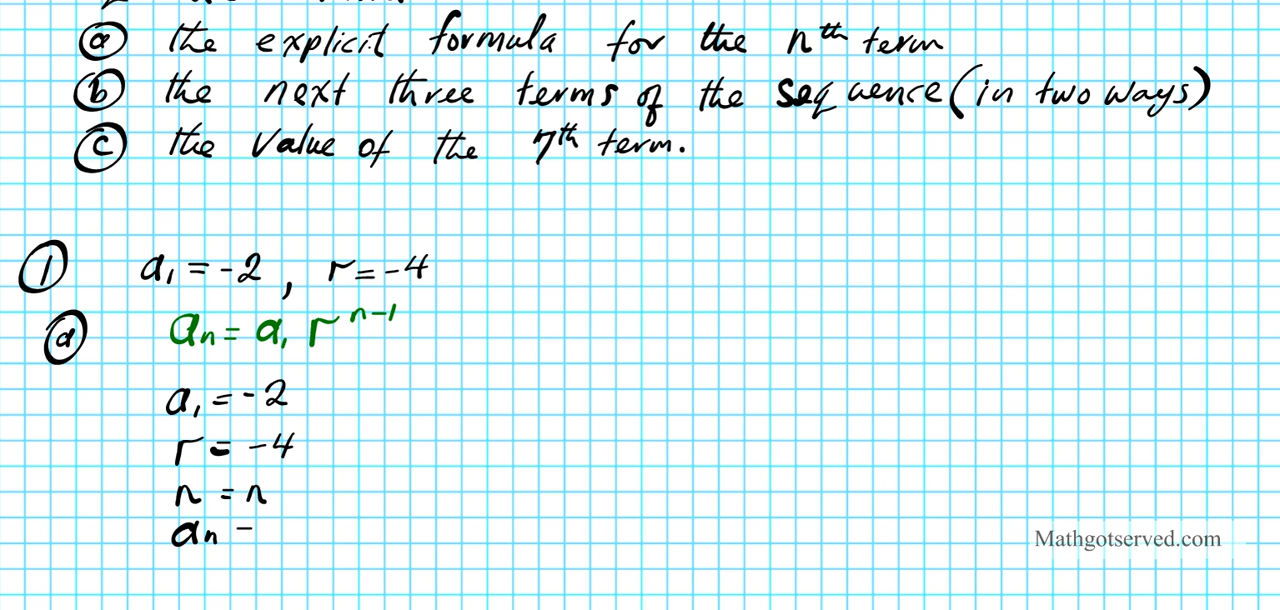 ⓐ the explicit formula for the nth term
ⓑ the next three terms of the sequence (in two ways)
ⓒ the value of the 7th term.
① a₁ = -2 , r = -4
ⓐ aₙ = a₁ rⁿ⁻¹
a₁ = -2
r = -4
n = n
aₙ =
Mathgotserved.com